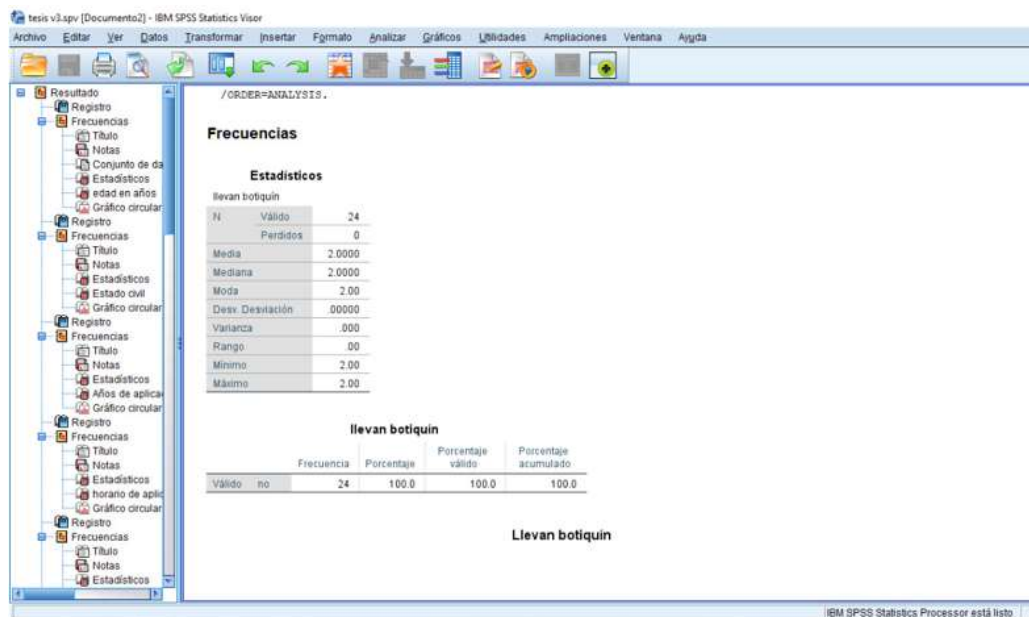 tesis v3.spv [Documento2] - IBM SPSS Statistics Visor
Archivo Editar Ver Datos Transformar Insertar Formato Analizar Gráficos Utilidades Ampliaciones Ventana Ayuda
Resultado
Registro
Frecuencias
Título
Notas
Conjunto de da
Estadísticos
edad en años
Gráfico circular
Registro
Frecuencias
Título
Notas
Estadísticos
Estado civil
Gráfico circular
Registro
Frecuencias
Título
Notas
Estadísticos
Años de aplica
Gráfico circular
Registro
Frecuencias
Título
Notas
Estadísticos
horario de aplic
Gráfico circular
Registro
Frecuencias
Título
Notas
Estadísticos
/ORDER=ANALYSIS.
Frecuencias
Estadísticos
llevan botiquín
N Válido 24
Perdidos 0
Media 2.0000
Mediana 2.0000
Moda 2.00
Desv. Desviación .00000
Varianza .000
Rango .00
Mínimo 2.00
Máximo 2.00
llevan botiquín
Frecuencia Porcentaje Porcentaje válido Porcentaje acumulado
Válido no 24 100.0 100.0 100.0
Llevan botiquín
IBM SPSS Statistics Processor está listo